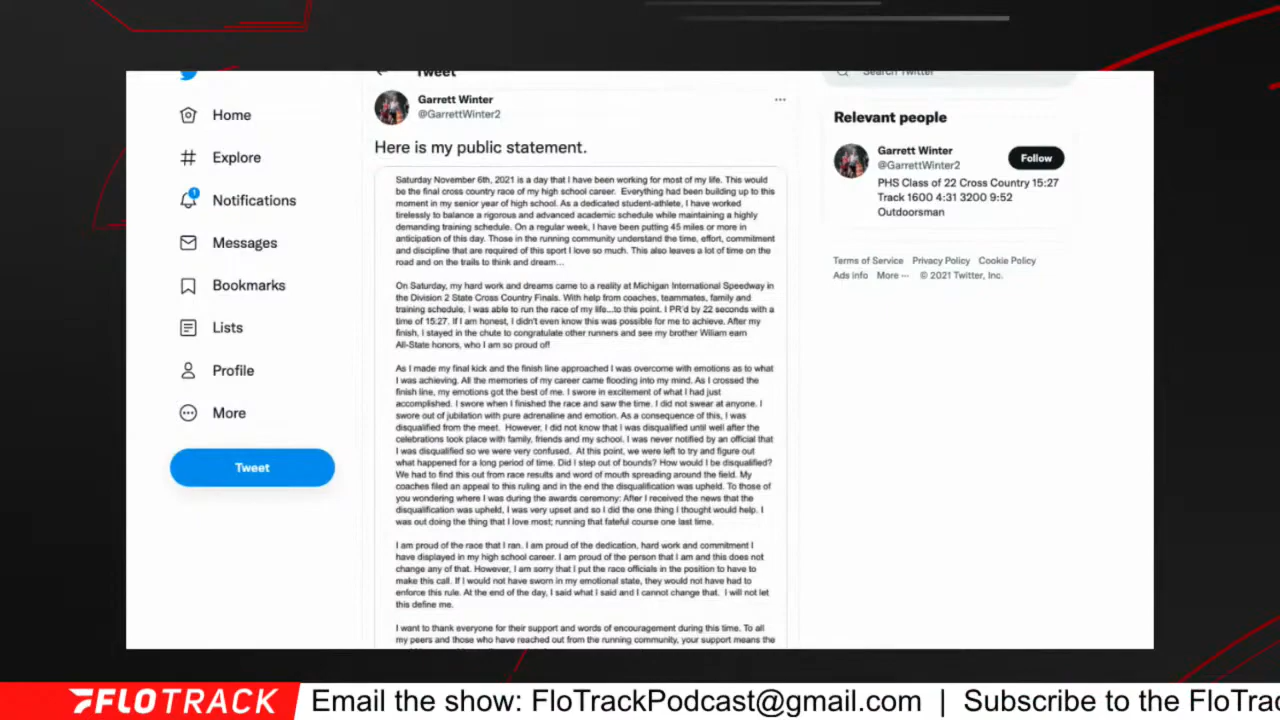 Tweet
Search Twitter
Home
Explore
1
Notifications
Messages
Bookmarks
Lists
Profile
More
Tweet
Garrett Winter
@GarrettWinter2
Here is my public statement.
Saturday November 6th, 2021 is a day that I have been working for most of my life. This would
be the final cross country race of my high school career. Everything had been building up to this
moment in my senior year of high school. As a dedicated student-athlete, I have worked
tirelessly to balance a rigorous and advanced academic schedule while maintaining a highly
demanding training schedule. On a regular week, I have been putting 45 miles or more in
anticipation of this day. Those in the running community understand the time, effort, commitment
and discipline that are required of this sport I love so much. This also leaves a lot of time on the
road and on the trails to think and dream...
On Saturday, my hard work and dreams came to a reality at Michigan International Speedway in
the Division 2 State Cross Country Finals. With help from coaches, teammates, family and
training schedule, I was able to run the race of my life...to this point. I PR'd by 22 seconds with a
time of 15:27. If I am honest, I didn't even know this was possible for me to achieve. After my
finish, I stayed in the chute to congratulate other runners and see my brother Wiliam earn
All-State honors, who I am so proud of!
As I made my final kick and the finish line approached I was overcome with emotions as to what
I was achieving. All the memories of my career came flooding into my mind. As I crossed the
finish line, my emotions got the best of me. I swore in excitement of what I had just
accomplished. I swore when I finished the race and saw the time. I did not swear at anyone. I
swore out of jubilation with pure adrenaline and emotion. As a consequence of this, I was
disqualified from the meet. However, I did not know that I was disqualified until well after the
celebrations took place with family, friends and my school. I was never notified by an official that
I was disqualified so we were very confused. At this point, we were left to try and figure out
what happened for a long period of time. Did I step out of bounds? How would I be disqualified?
We had to find this out from race results and word of mouth spreading around the field. My
coaches filed an appeal to this ruling and in the end the disqualification was upheld. To those of
you wondering where I was during the awards ceremony: After I received the news that the
disqualification was upheld, I was very upset and so I did the one thing I thought would help. I
was out doing the thing that I love most; running that fateful course one last time.
I am proud of the race that I ran. I am proud of the dedication, hard work and commitment I
have displayed in my high school career. I am proud of the person that I am and this does not
change any of that. However, I am sorry that I put the race officials in the position to have to
make this call. If I would not have sworn in my emotional state, they would not have had to
enforce this rule. At the end of the day, I said what I said and I cannot change that. I will not let
this define me.
I want to thank everyone for their support and words of encouragement during this time. To all
my peers and those who have reached out from the running community, your support means the
Relevant people
Garrett Winter
@GarrettWinter2
Follow
PHS Class of 22 Cross Country 15:27
Track 1600 4:31 3200 9:52
Outdoorsman
Terms of Service Privacy Policy Cookie Policy
Ads info More ··· © 2021 Twitter, Inc.
FLOTRACK
Email the show: FloTrackPodcast@gmail.com | Subscribe to the FloTrac